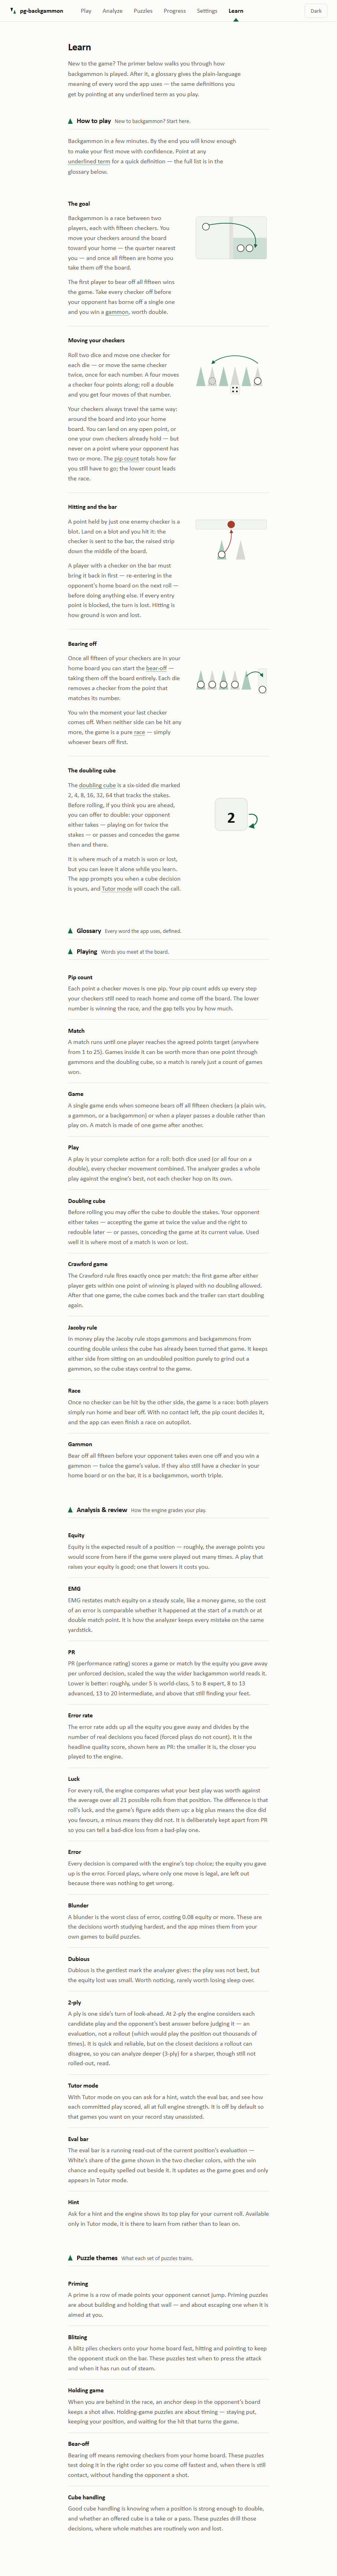 pg-backgammon Play Analyze Puzzles Progress Settings Learn Dark
Learn
New to the game? The primer below walks you through how
backgammon is played. After it, a glossary gives the plain-language
meaning of every word the app uses — the same definitions you
get by pointing at any underlined term as you play.
How to play New to backgammon? Start here.
Backgammon in a few minutes. By the end you will know enough
to make your first move with confidence. Point at any
underlined term for a quick definition — the full list is in the
glossary below.
The goal
Backgammon is a race between two
players, each with fifteen checkers. You
move your checkers around the board
toward your home — the quarter nearest
you — and once all fifteen are home you
take them off the board.
The first player to bear off all fifteen wins
the game. Take every checker off before
your opponent has borne off a single one
and you win a gammon, worth double.
Moving your checkers
Roll two dice and move one checker for
each die — or move the same checker
twice, once for each number. A four moves
a checker four points along; roll a double
and you get four moves of that number.
Your checkers always travel the same way:
around the board and into your home
board. You can land on any open point, or
one your own checkers already hold — but
never on a point where your opponent has
two or more. The pip count totals how far
you still have to go; the lower count leads
the race.
Hitting and the bar
A point held by just one enemy checker is a
blot. Land on a blot and you hit it: the
checker is sent to the bar, the raised strip
down the middle of the board.
A player with a checker on the bar must
bring it back in first — re-entering in the
opponent's home board on the next roll —
before doing anything else. If every entry
point is blocked, the turn is lost. Hitting is
how ground is won and lost.
Bearing off
Once all fifteen of your checkers are in your
home board you can start the bear-off —
taking them off the board entirely. Each die
removes a checker from the point that
matches its number.
You win the moment your last checker
comes off. When neither side can be hit any
more, the game is a pure race — simply
whoever bears off first.
The doubling cube
The doubling cube is a six-sided die marked
2, 4, 8, 16, 32, 64 that tracks the stakes.
Before rolling, if you think you are ahead,
you can offer to double: your opponent
either takes — playing on for twice the
stakes — or passes and concedes the game
then and there.
It is where much of a match is won or lost,
but you can leave it alone while you learn.
The app prompts you when a cube decision
is yours, and Tutor mode will coach the call.
2
Glossary Every word the app uses, defined.
Playing Words you meet at the board.
Pip count
Each point a checker moves is one pip. Your pip count adds up every step
your checkers still need to reach home and come off the board. The lower
number is winning the race, and the gap tells you by how much.
Match
A match runs until one player reaches the agreed points target (anywhere
from 1 to 25). Games inside it can be worth more than one point through
gammons and the doubling cube, so a match is rarely just a count of games
won.
Game
A single game ends when someone bears off all fifteen checkers (a plain win,
a gammon, or a backgammon) or when a player passes a double rather than
play on. A match is made of one game after another.
Play
A play is your complete action for a roll: both dice used (or all four on a
double), every checker movement combined. The analyzer grades a whole
play against the engine's best, not each checker hop on its own.
Doubling cube
Before rolling you may offer the cube to double the stakes. Your opponent
either takes — accepting the game at twice the value and the right to
redouble later — or passes, conceding the game at its current value. Used
well it is where most of a match is won or lost.
Crawford game
The Crawford rule fires exactly once per match: the first game after either
player gets within one point of winning is played with no doubling allowed.
After that one game, the cube comes back and the trailer can start doubling
again.
Jacoby rule
In money play the Jacoby rule stops gammons and backgammons from
counting double unless the cube has already been turned that game. It keeps
either side from sitting on an undoubled position purely to grind out a
gammon, so the cube stays central to the game.
Race
Once no checker can be hit by the other side, the game is a race: both players
simply run home and bear off. With no contact left, the pip count decides it,
and the app can even finish a race on autopilot.
Gammon
Bear off all fifteen before your opponent takes even one off and you win a
gammon — twice the game's value. If they also still have a checker in your
home board or on the bar, it is a backgammon, worth triple.
Analysis & review How the engine grades your play.
Equity
Equity is the expected result of a position — roughly, the average points you
would score from here if the game were played out many times. A play that
raises your equity is good; one that lowers it costs you.
EMG
EMG restates match equity on a steady scale, like a money game, so the cost
of an error is comparable whether it happened at the start of a match or at
double match point. It is how the analyzer keeps every mistake on the same
yardstick.
PR
PR (performance rating) scores a game or match by the equity you gave away
per unforced decision, scaled the way the wider backgammon world reads it.
Lower is better: roughly, under 5 is world-class, 5 to 8 expert, 8 to 13
advanced, 13 to 20 intermediate, and above that still finding your feet.
Error rate
The error rate adds up all the equity you gave away and divides by the
number of real decisions you faced (forced plays do not count). It is the
headline quality score, shown here as PR; the smaller it is, the closer you
played to the engine.
Luck
For every roll, the engine compares what your best play was worth against
the average over all 21 possible rolls from that position. The difference is that
roll's luck, and the game's figure adds them up: a big plus means the dice did
you favours, a minus means they did not. It is deliberately kept apart from PR
so you can tell a bad-dice loss from a bad-play one.
Error
Every decision is compared with the engine's top choice; the equity you gave
up is the error. Forced plays, where only one move is legal, are left out
because there was nothing to get wrong.
Blunder
A blunder is the worst class of error, costing 0.08 equity or more. These are
the decisions worth studying hardest, and the app mines them from your
own games to build puzzles.
Dubious
Dubious is the gentlest mark the analyzer gives: the play was not best, but
the equity lost was small. Worth noticing, rarely worth losing sleep over.
2-ply
A ply is one side's turn of look-ahead. At 2-ply the engine considers each
candidate play and the opponent's best answer before judging it — an
evaluation, not a rollout (which would play the position out thousands of
times). It is quick and reliable, but on the closest decisions a rollout can
disagree, so you can analyze deeper (3-ply) for a sharper, though still not
rolled-out, read.
Tutor mode
With Tutor mode on you can ask for a hint, watch the eval bar, and see how
each committed play scored, all at full engine strength. It is off by default so
that games you want on your record stay unassisted.
Eval bar
The eval bar is a running read-out of the current position's evaluation —
White's share of the game shown in the two checker colors, with the win
chance and equity spelled out beside it. It updates as the game goes and only
appears in Tutor mode.
Hint
Ask for a hint and the engine shows its top play for your current roll. Available
only in Tutor mode, it is there to learn from rather than to lean on.
Puzzle themes What each set of puzzles trains.
Priming
A prime is a row of made points your opponent cannot jump. Priming puzzles
are about building and holding that wall — and about escaping one when it is
aimed at you.
Blitzing
A blitz piles checkers onto your home board fast, hitting and pointing to keep
the opponent stuck on the bar. These puzzles test when to press the attack
and when it has run out of steam.
Holding game
When you are behind in the race, an anchor deep in the opponent's board
keeps a shot alive. Holding-game puzzles are about timing — staying put,
keeping your position, and waiting for the hit that turns the game.
Bear-off
Bearing off means removing checkers from your home board. These puzzles
test doing it in the right order so you come off fastest and, when there is still
contact, without handing the opponent a shot.
Cube handling
Good cube handling is knowing when a position is strong enough to double,
and whether an offered cube is a take or a pass. These puzzles drill those
decisions, where whole matches are routinely won and lost.